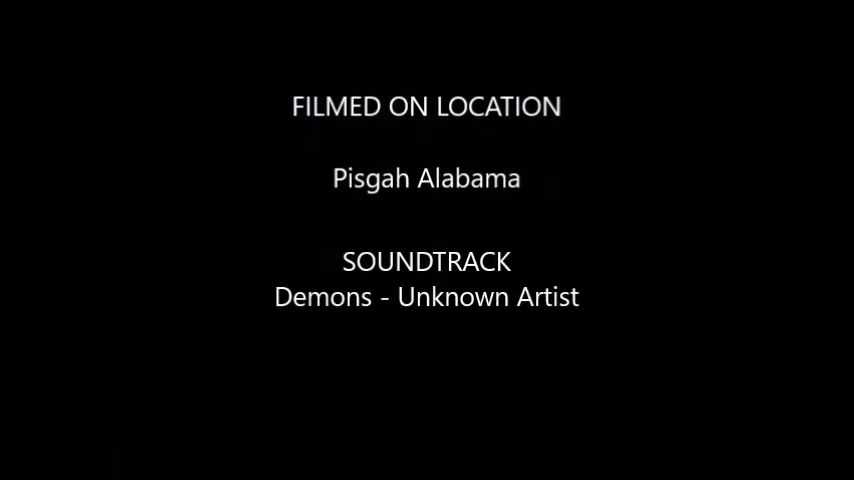 FILMED ON LOCATION
Pisgah Alabama
SOUNDTRACK
Demons - Unknown Artist